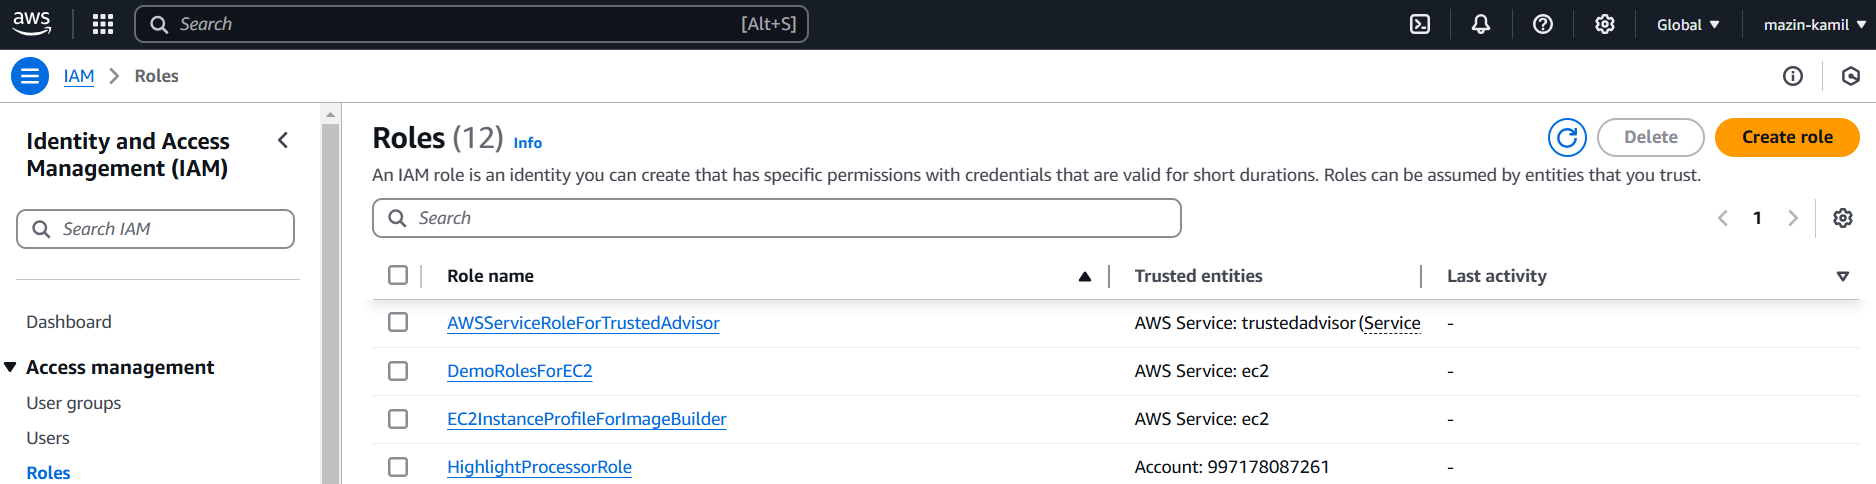 aws
Search [Alt+S] Global mazin-kamil
IAM Roles
Identity and Access
Management (IAM)
Search IAM
Dashboard
Access management
User groups
Users
Roles
Roles (12) Info
Delete Create role
An IAM role is an identity you can create that has specific permissions with credentials that are valid for short durations. Roles can be assumed by entities that you trust.
Search 1
Role name Trusted entities Last activity
AWSServiceRoleForTrustedAdvisor AWS Service: trustedadvisor (Service -
DemoRolesForEC2 AWS Service: ec2 -
EC2InstanceProfileForImageBuilder AWS Service: ec2 -
HighlightProcessorRole Account: 997178087261 -